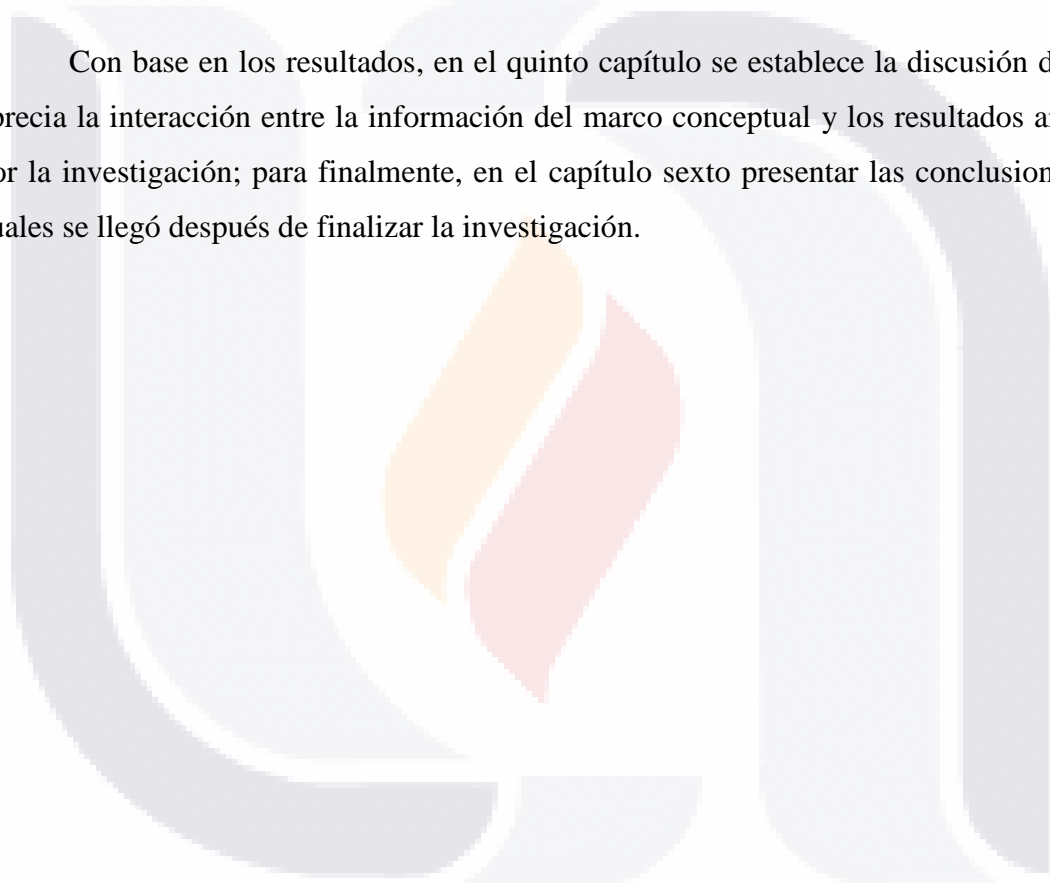 Con base en los resultados, en el quinto capítulo se establece la discusión d
precia la interacción entre la información del marco conceptual y los resultados a
or la investigación; para finalmente, en el capítulo sexto presentar las conclusion
uales se llegó después de finalizar la investigación.